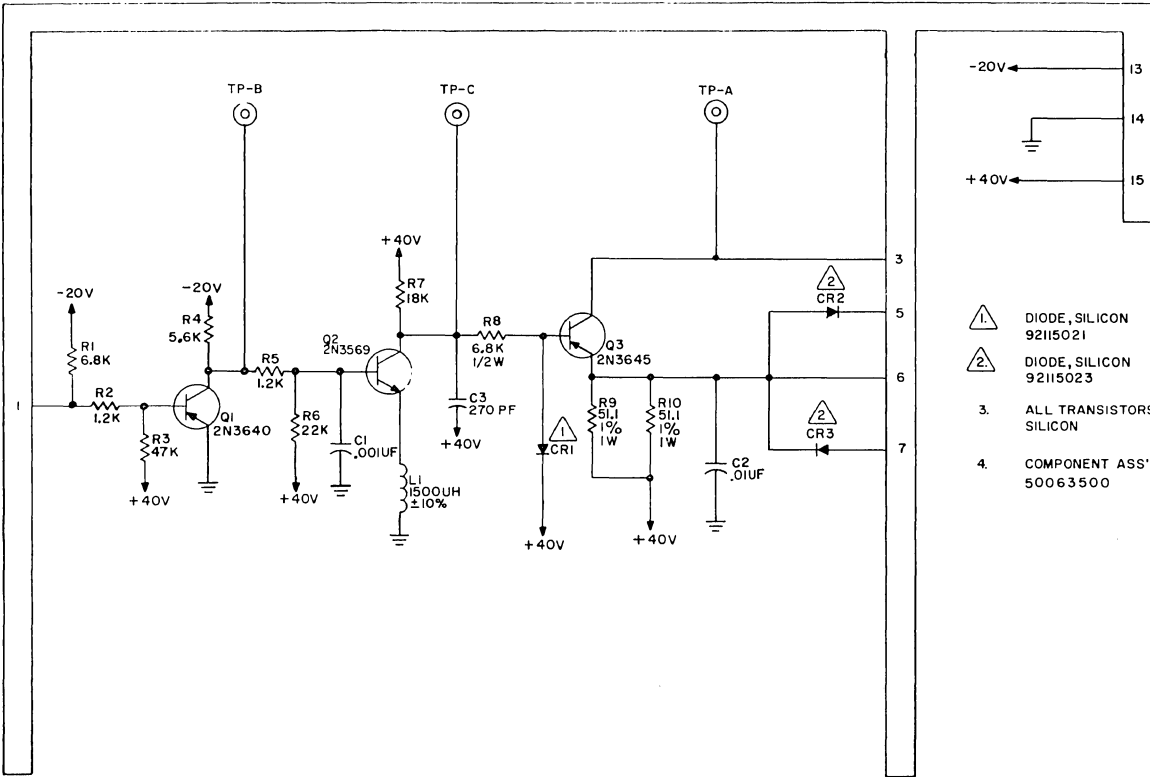 TP-B
TP-C
TP-A
-20V
13
14
+40V
15
+40V
3
-20V
-20V
R7
18K
2
CR2
5
R4
5.6K
Q2
2N3569
R8
6.8K
1/2W
1.
DIODE, SILICON
92115021
R1
6.8K
R5
1.2K
Q3
2N3645
2.
DIODE, SILICON
92115023
6
1
R2
1.2K
Q1
2N3640
R3
47K
R6
22K
C1
.001UF
C3
270 PF
+40V
1
CR1
R9
51.1
1%
1W
R10
51.1
1%
1W
C2
.01UF
2
CR3
7
3.
ALL TRANSISTORS
SILICON
4.
COMPONENT ASS'
50063500
+40V
+40V
L1
1500UH
±10%
+40V
+40V